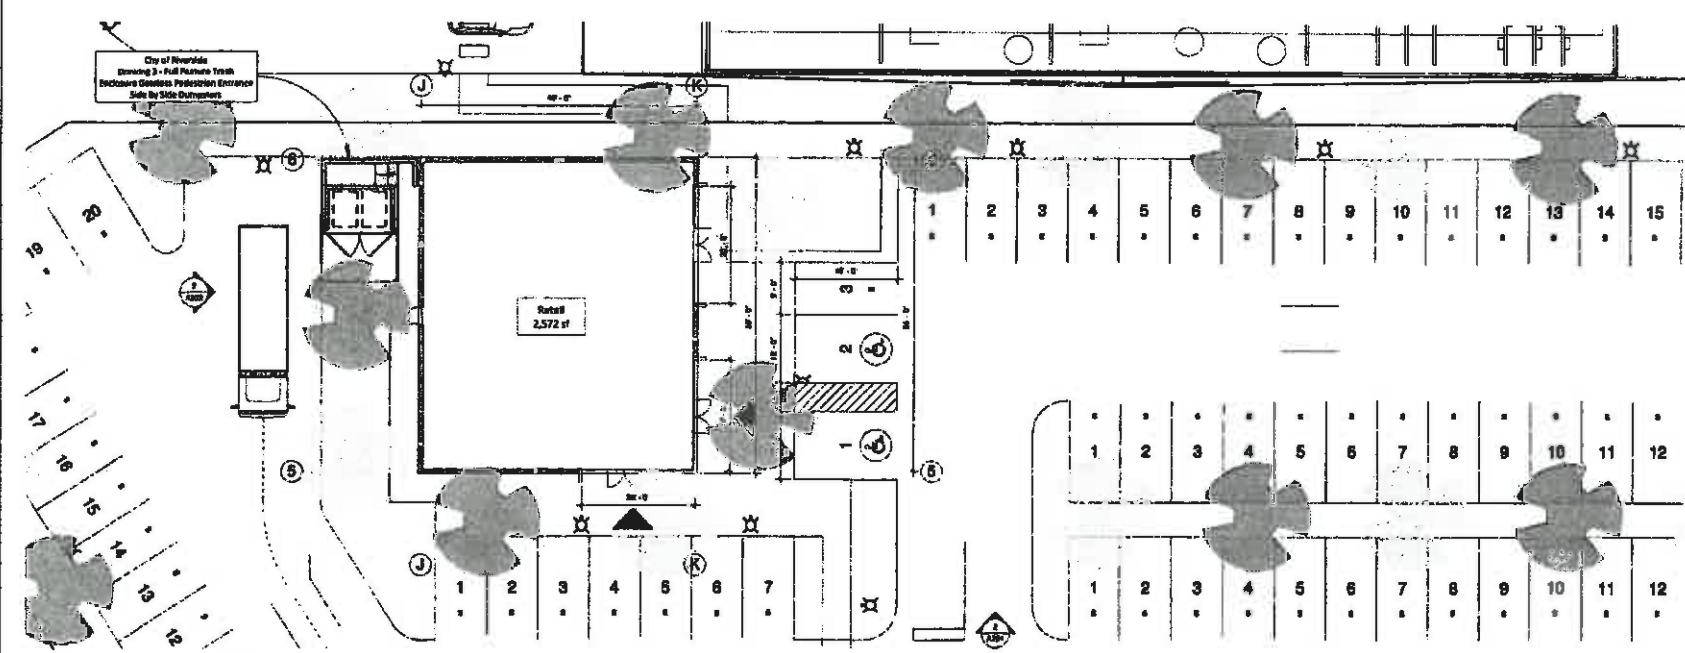 City of Riverside
Drawing 3 - Full Feature Trash
Enclosure Gateless Pedestrian Entrance
Side By Side Dumpsters
J
K
40' - 0"
6
20
19
17
16
15
14
13
12
Retail
2,572 sf
1 2 3 4 5 6 7 8 9 10 11 12 13 14 15
3
2
1
5
5
1 2 3 4 5 6 7 8 9 10 11 12
J
K
1 2 3 4 5 6 7
1 2 3 4 5 6 7 8 9 10 11 12
2